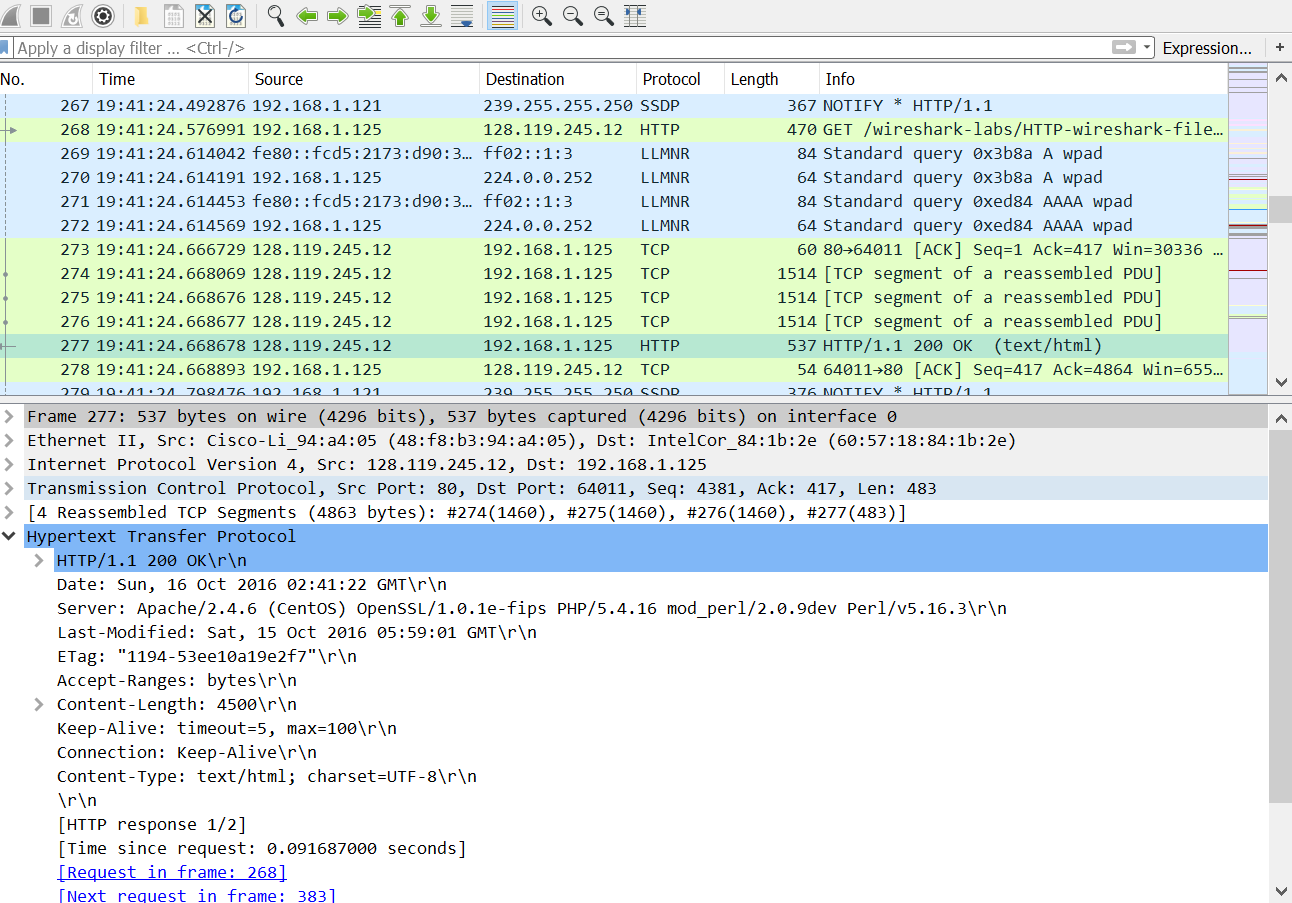 Apply a display filter ... <Ctrl-/> Expression... +
No. Time Source Destination Protocol Length Info
267 19:41:24.492876 192.168.1.121 239.255.255.250 SSDP 367 NOTIFY * HTTP/1.1
268 19:41:24.576991 192.168.1.125 128.119.245.12 HTTP 470 GET /wireshark-labs/HTTP-wireshark-file…
269 19:41:24.614042 fe80::fcd5:2173:d90:3… ff02::1:3 LLMNR 84 Standard query 0x3b8a A wpad
270 19:41:24.614191 192.168.1.125 224.0.0.252 LLMNR 64 Standard query 0x3b8a A wpad
271 19:41:24.614453 fe80::fcd5:2173:d90:3… ff02::1:3 LLMNR 84 Standard query 0xed84 AAAA wpad
272 19:41:24.614569 192.168.1.125 224.0.0.252 LLMNR 64 Standard query 0xed84 AAAA wpad
273 19:41:24.666729 128.119.245.12 192.168.1.125 TCP 60 80→64011 [ACK] Seq=1 Ack=417 Win=30336 …
274 19:41:24.668069 128.119.245.12 192.168.1.125 TCP 1514 [TCP segment of a reassembled PDU]
275 19:41:24.668676 128.119.245.12 192.168.1.125 TCP 1514 [TCP segment of a reassembled PDU]
276 19:41:24.668677 128.119.245.12 192.168.1.125 TCP 1514 [TCP segment of a reassembled PDU]
277 19:41:24.668678 128.119.245.12 192.168.1.125 HTTP 537 HTTP/1.1 200 OK (text/html)
278 19:41:24.668893 192.168.1.125 128.119.245.12 TCP 54 64011→80 [ACK] Seq=417 Ack=4864 Win=655…
279 19:41:24.798476 192.168.1.121 239.255.255.250 SSDP 376 NOTIFY * HTTP/1.1
Frame 277: 537 bytes on wire (4296 bits), 537 bytes captured (4296 bits) on interface 0
Ethernet II, Src: Cisco-Li_94:a4:05 (48:f8:b3:94:a4:05), Dst: IntelCor_84:1b:2e (60:57:18:84:1b:2e)
Internet Protocol Version 4, Src: 128.119.245.12, Dst: 192.168.1.125
Transmission Control Protocol, Src Port: 80, Dst Port: 64011, Seq: 4381, Ack: 417, Len: 483
[4 Reassembled TCP Segments (4863 bytes): #274(1460), #275(1460), #276(1460), #277(483)]
Hypertext Transfer Protocol
HTTP/1.1 200 OK\r\n
Date: Sun, 16 Oct 2016 02:41:22 GMT\r\n
Server: Apache/2.4.6 (CentOS) OpenSSL/1.0.1e-fips PHP/5.4.16 mod_perl/2.0.9dev Perl/v5.16.3\r\n
Last-Modified: Sat, 15 Oct 2016 05:59:01 GMT\r\n
ETag: "1194-53ee10a19e2f7"\r\n
Accept-Ranges: bytes\r\n
Content-Length: 4500\r\n
Keep-Alive: timeout=5, max=100\r\n
Connection: Keep-Alive\r\n
Content-Type: text/html; charset=UTF-8\r\n
\r\n
[HTTP response 1/2]
[Time since request: 0.091687000 seconds]
[Request in frame: 268]
[Next request in frame: 383]